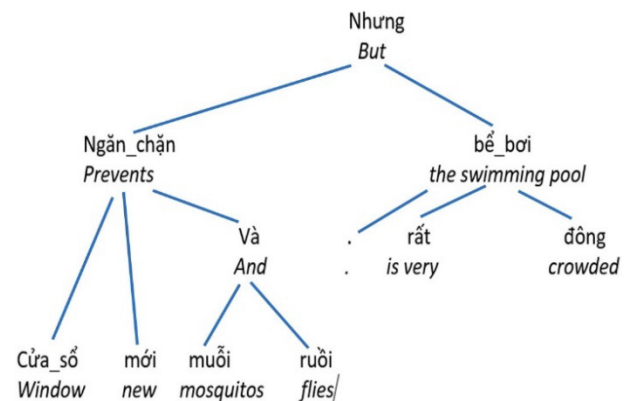 Nhưng
But
Ngăn_chặn
Prevents
bể_bơi
the swimming pool
Và
And
.
.
rất
is very
đông
crowded
Cửa_sổ
Window
mới
new
muỗi
mosquitos
ruồi
flies